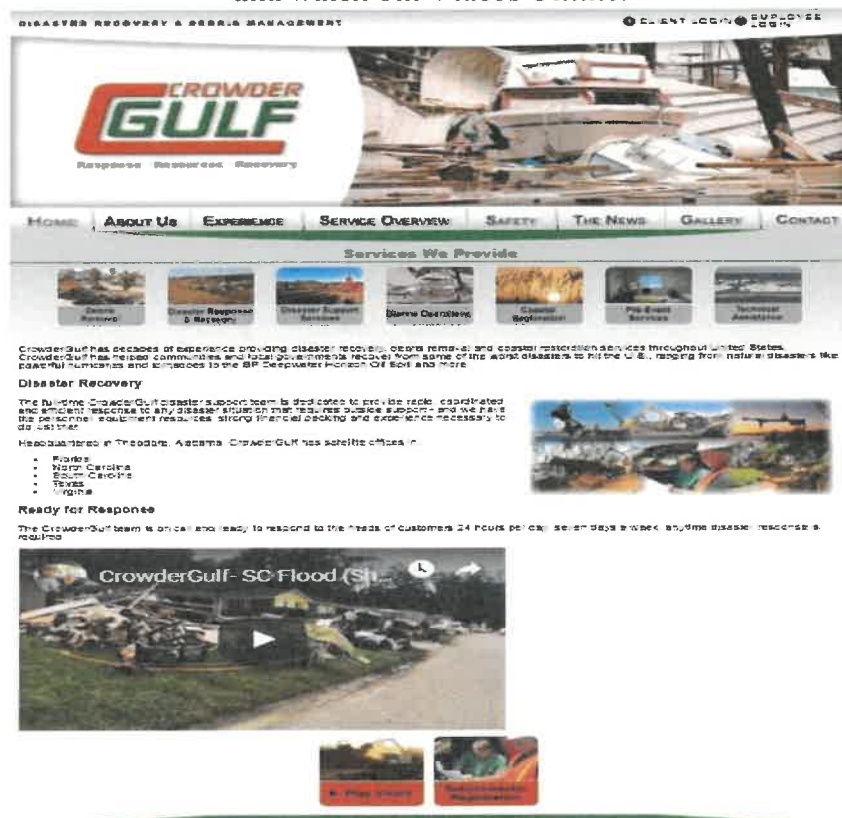 DISASTER RECOVERY & DEBRIS MANAGEMENT
CLIENT LOGIN EMPLOYEE LOGIN
CROWDER
GULF
Response Resources Recovery
HOME ABOUT US EXPERIENCE SERVICE OVERVIEW SAFETY THE NEWS GALLERY CONTACT
Services We Provide
Debris Removal
Disaster Response & Recovery
Disaster Support Services
Marine Operations
Coastal Restoration
Pre-Event Services
Technical Assistance
CrowderGulf has decades of experience providing disaster recovery, debris removal and coastal restoration services throughout United States.
CrowderGulf has helped communities and local governments recover from some of the worst disasters to hit the U.S., ranging from natural disasters like
powerful hurricanes and tornadoes to the BP Deepwater Horizon Oil Spill and more.
Disaster Recovery
The full-time CrowderGulf disaster support team is dedicated to provide rapid, coordinated
and efficient response to any disaster situation that requires outside support - and we have
the personnel, equipment resources, strong financial backing and experience necessary to
do just that.
Headquartered in Theodore, Alabama, CrowderGulf has satellite offices in:
• Florida
• North Carolina
• South Carolina
• Texas
• Virginia
Ready for Response
The CrowderGulf team is on call and ready to respond to the needs of customers 24 hours per day, seven days a week, anytime disaster response is
required.
CrowderGulf- SC Flood (Sh...
Play Video
Subcontractor Registration